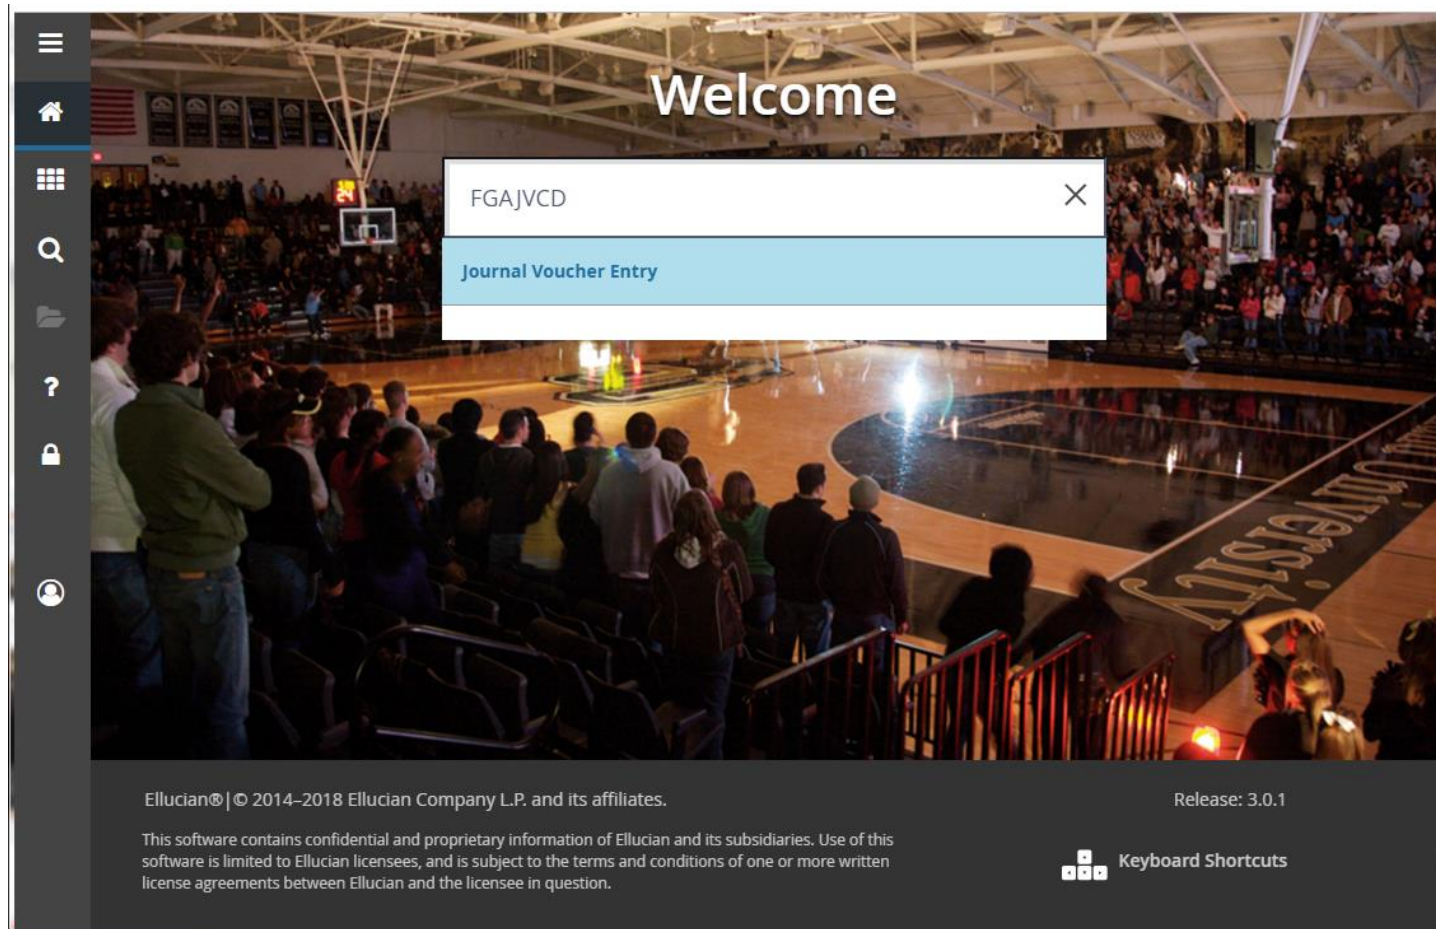 Welcome
FGAJVCD
Journal Voucher Entry
24
University
Ellucian®|© 2014–2018 Ellucian Company L.P. and its affiliates.
Release: 3.0.1
This software contains confidential and proprietary information of Ellucian and its subsidiaries. Use of this
software is limited to Ellucian licensees, and is subject to the terms and conditions of one or more written
license agreements between Ellucian and the licensee in question.
Keyboard Shortcuts